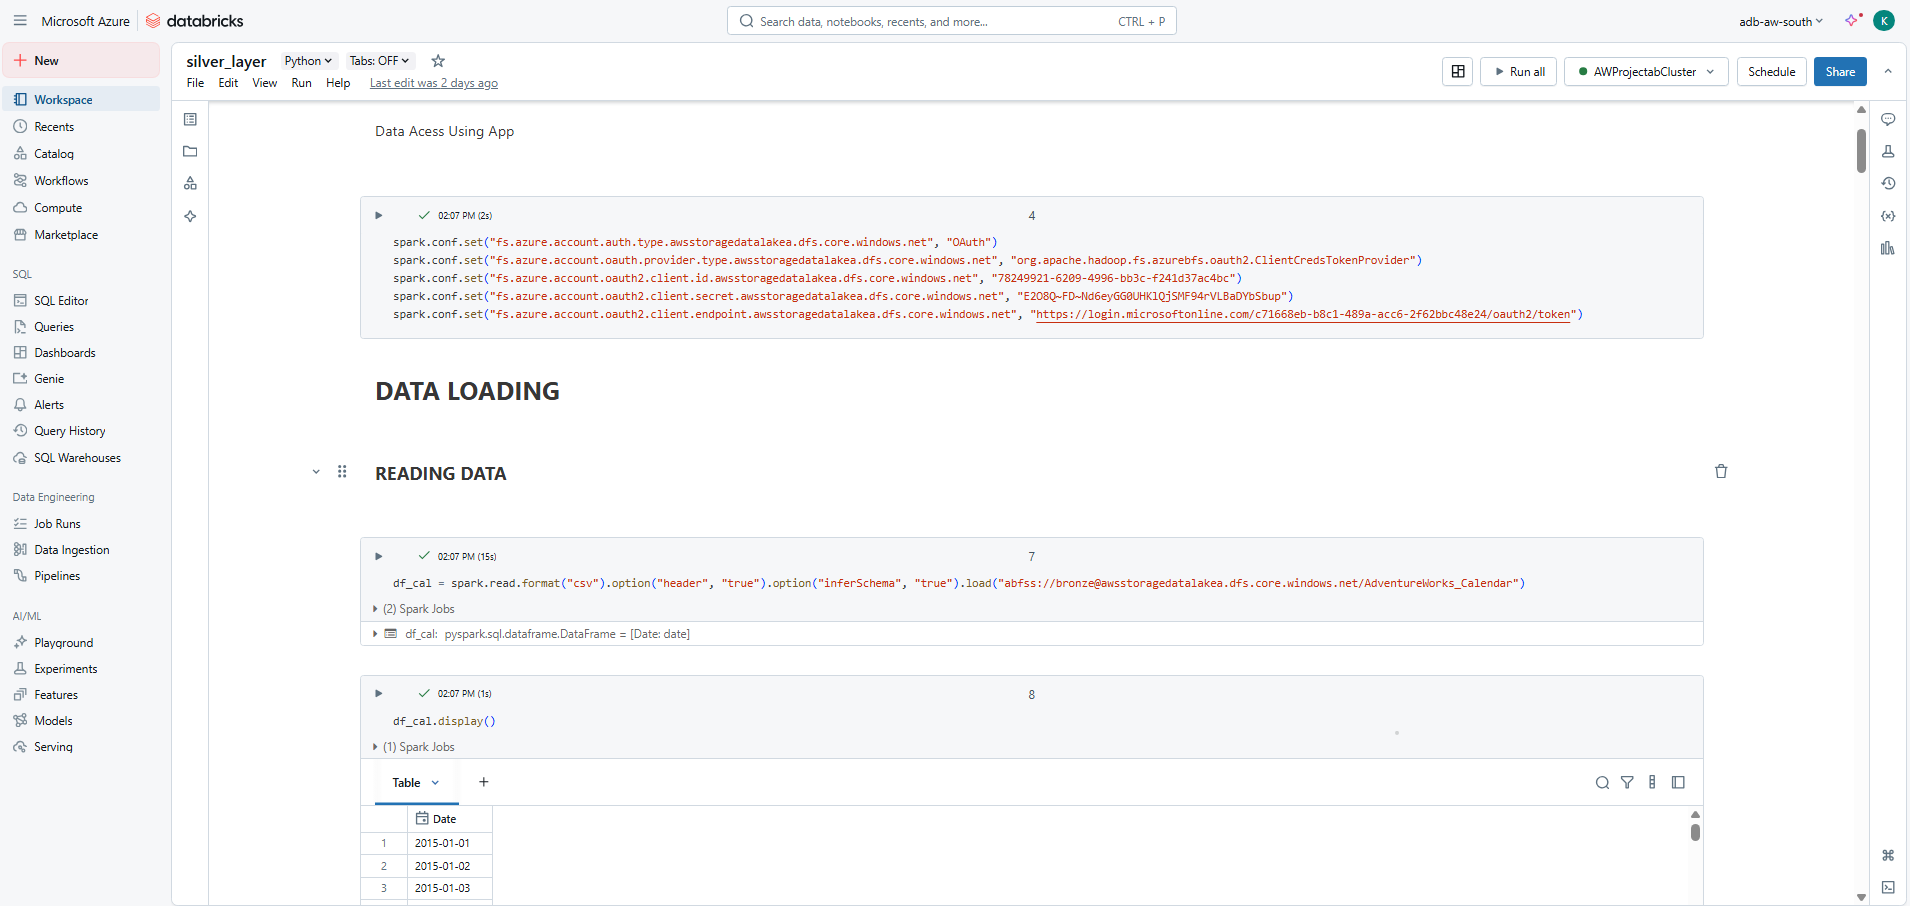 Microsoft Azure databricks
Search data, notebooks, recents, and more... CTRL + P
adb-aw-south K
New
Workspace
Recents
Catalog
Workflows
Compute
Marketplace
SQL
SQL Editor
Queries
Dashboards
Genie
Alerts
Query History
SQL Warehouses
Data Engineering
Job Runs
Data Ingestion
Pipelines
AI/ML
Playground
Experiments
Features
Models
Serving
silver_layer Python Tabs: OFF
File Edit View Run Help Last edit was 2 days ago
Run all AWProjectabCluster Schedule Share
Data Acess Using App
02:07 PM (2s) 4
spark.conf.set("fs.azure.account.auth.type.awsstoragedatalakea.dfs.core.windows.net", "OAuth")
spark.conf.set("fs.azure.account.oauth.provider.type.awsstoragedatalakea.dfs.core.windows.net", "org.apache.hadoop.fs.azurebfs.oauth2.ClientCredsTokenProvider")
spark.conf.set("fs.azure.account.oauth2.client.id.awsstoragedatalakea.dfs.core.windows.net", "78249921-6209-4996-bb3c-f241d37ac4bc")
spark.conf.set("fs.azure.account.oauth2.client.secret.awsstoragedatalakea.dfs.core.windows.net", "E2O8Q~FD~Nd6eyGG0UHKlQjSMF94rVLBaDYbSbup")
spark.conf.set("fs.azure.account.oauth2.client.endpoint.awsstoragedatalakea.dfs.core.windows.net", "https://login.microsoftonline.com/c71668eb-b8c1-489a-acc6-2f62bbc48e24/oauth2/token")
DATA LOADING
READING DATA
02:07 PM (15s) 7
df_cal = spark.read.format("csv").option("header", "true").option("inferSchema", "true").load("abfss://bronze@awsstoragedatalakea.dfs.core.windows.net/AdventureWorks_Calendar")
(2) Spark Jobs
df_cal: pyspark.sql.dataframe.DataFrame = [Date: date]
02:07 PM (1s) 8
df_cal.display()
(1) Spark Jobs
Table +
Date
1 2015-01-01
2 2015-01-02
3 2015-01-03